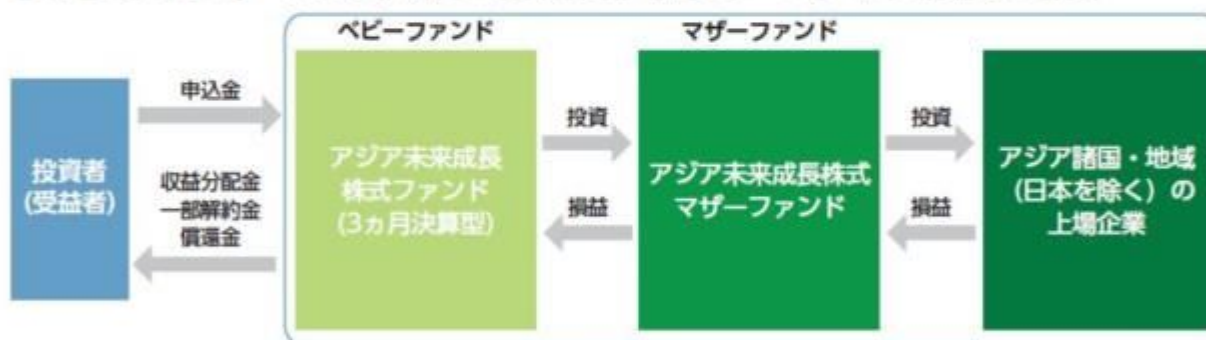 ベビーファンド
マザーファンド
投資者
(受益者)
申込金
収益分配金
一部解約金
償還金
アジア未来成長
株式ファンド
(3ヵ月決算型)
投資
損益
アジア未来成長株式
マザーファンド
投資
損益
アジア諸国・地域
(日本を除く)の
上場企業